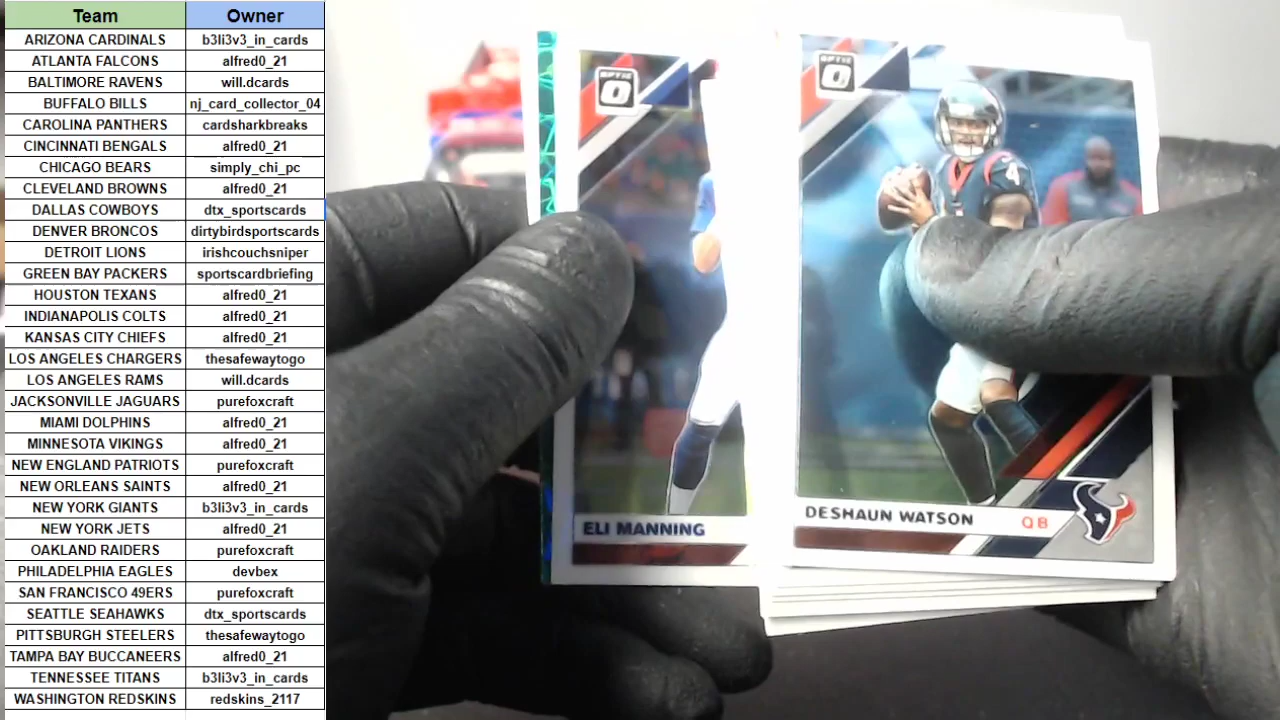 Team Owner
ARIZONA CARDINALS b3li3v3_in_cards
ATLANTA FALCONS alfred0_21
BALTIMORE RAVENS will.dcards
BUFFALO BILLS nj_card_collector_04
CAROLINA PANTHERS cardsharkbreaks
CINCINNATI BENGALS alfred0_21
CHICAGO BEARS simply_chi_pc
CLEVELAND BROWNS alfred0_21
DALLAS COWBOYS dtx_sportscards
DENVER BRONCOS dirtybirdsportscards
DETROIT LIONS irishcouchsniper
GREEN BAY PACKERS sportscardbriefing
HOUSTON TEXANS alfred0_21
INDIANAPOLIS COLTS alfred0_21
KANSAS CITY CHIEFS alfred0_21
LOS ANGELES CHARGERS thesafewaytogo
LOS ANGELES RAMS will.dcards
JACKSONVILLE JAGUARS purefoxcraft
MIAMI DOLPHINS alfred0_21
MINNESOTA VIKINGS alfred0_21
NEW ENGLAND PATRIOTS purefoxcraft
NEW ORLEANS SAINTS alfred0_21
NEW YORK GIANTS b3li3v3_in_cards
NEW YORK JETS alfred0_21
OAKLAND RAIDERS purefoxcraft
PHILADELPHIA EAGLES devbex
SAN FRANCISCO 49ERS purefoxcraft
SEATTLE SEAHAWKS dtx_sportscards
PITTSBURGH STEELERS thesafewaytogo
TAMPA BAY BUCCANEERS alfred0_21
TENNESSEE TITANS b3li3v3_in_cards
WASHINGTON REDSKINS redskins_2117
OPTIC
ELI MANNING
OPTIC
4
DESHAUN WATSON QB